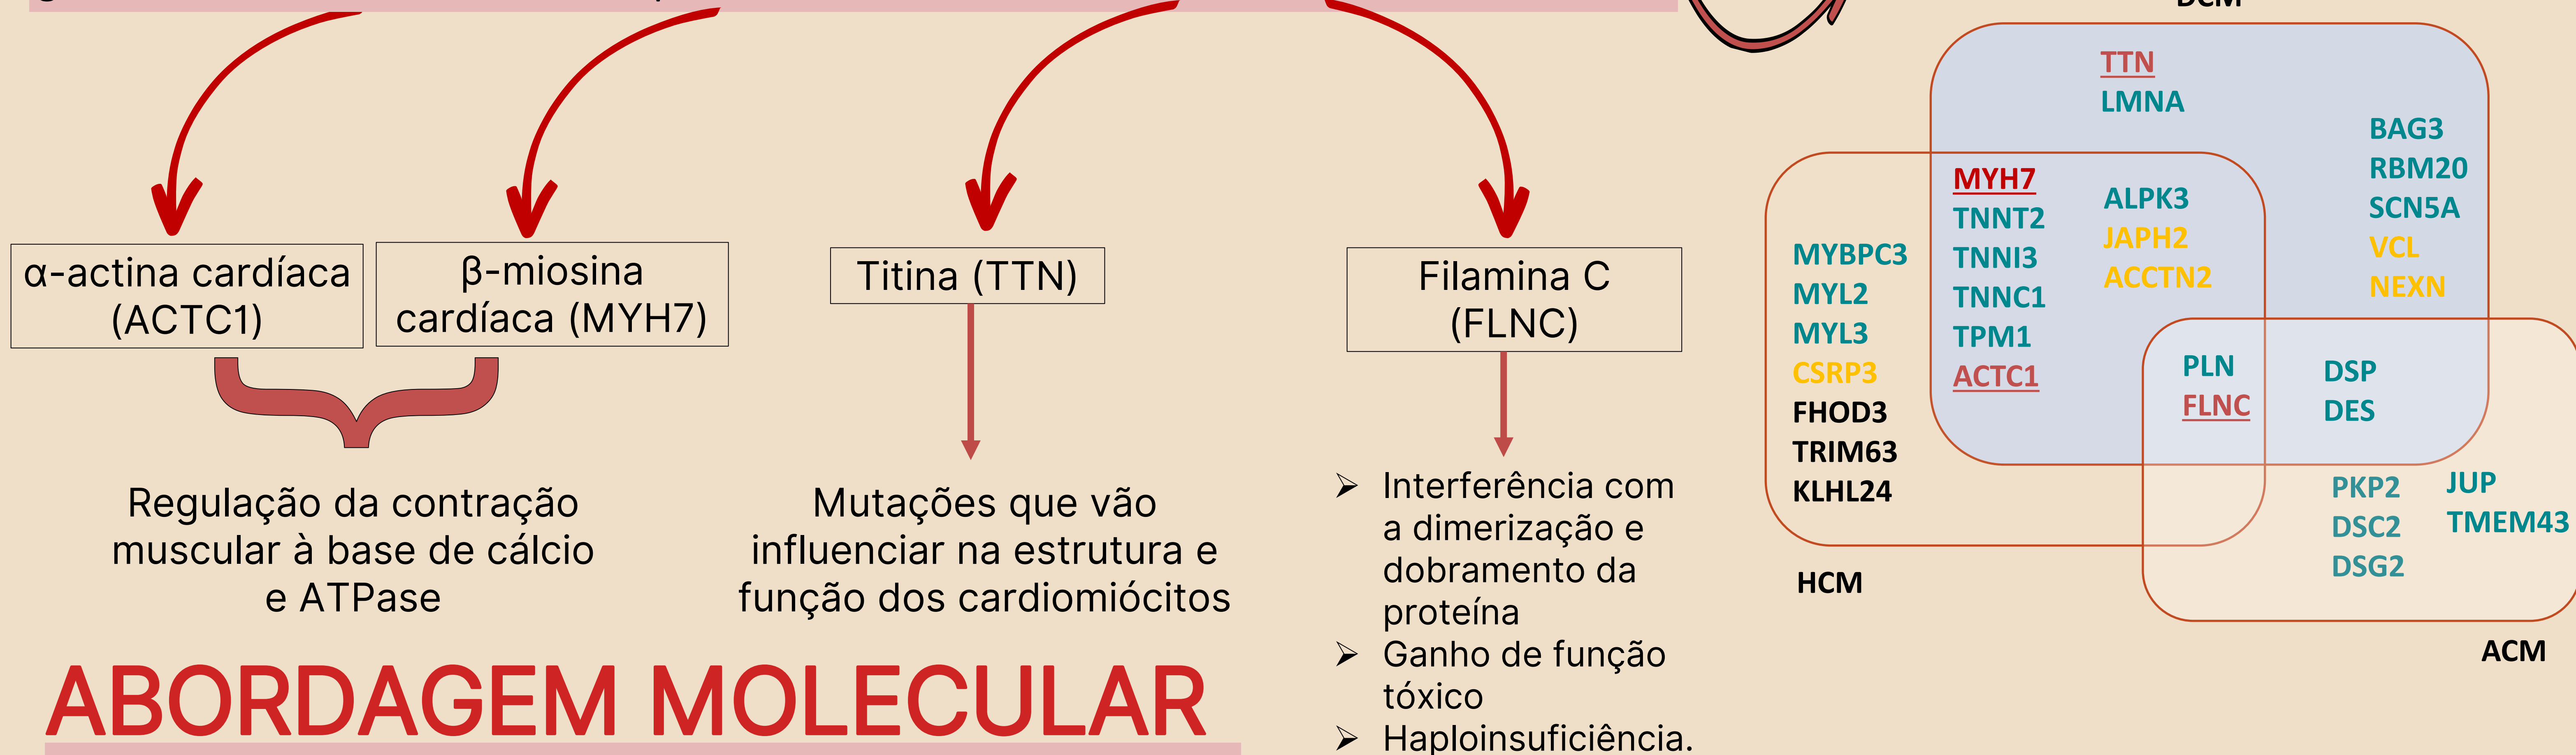 α-actina cardíaca
(ACTC1)
β-miosina
cardíaca (MYH7)
Titina (TTN)
Filamina C
(FLNC)
Regulação da contração
muscular à base de cálcio
e ATPase
Mutações que vão
influenciar na estrutura e
função dos cardiomiócitos
➢ Interferência com
a dimerização e
dobramento da
proteína
➢ Ganho de função
tóxico
➢ Haploinsuficiência.
ABORDAGEM MOLECULAR
DCM
TTN
LMNA
BAG3
RBM20
SCN5A
VCL
NEXN
MYH7
TNNT2
TNNI3
TNNC1
TPM1
ACTC1
ALPK3
JAPH2
ACCTN2
MYBPC3
MYL2
MYL3
CSRP3
FHOD3
TRIM63
KLHL24
PLN
FLNC
DSP
DES
PKP2
DSC2
DSG2
JUP
TMEM43
HCM
ACM